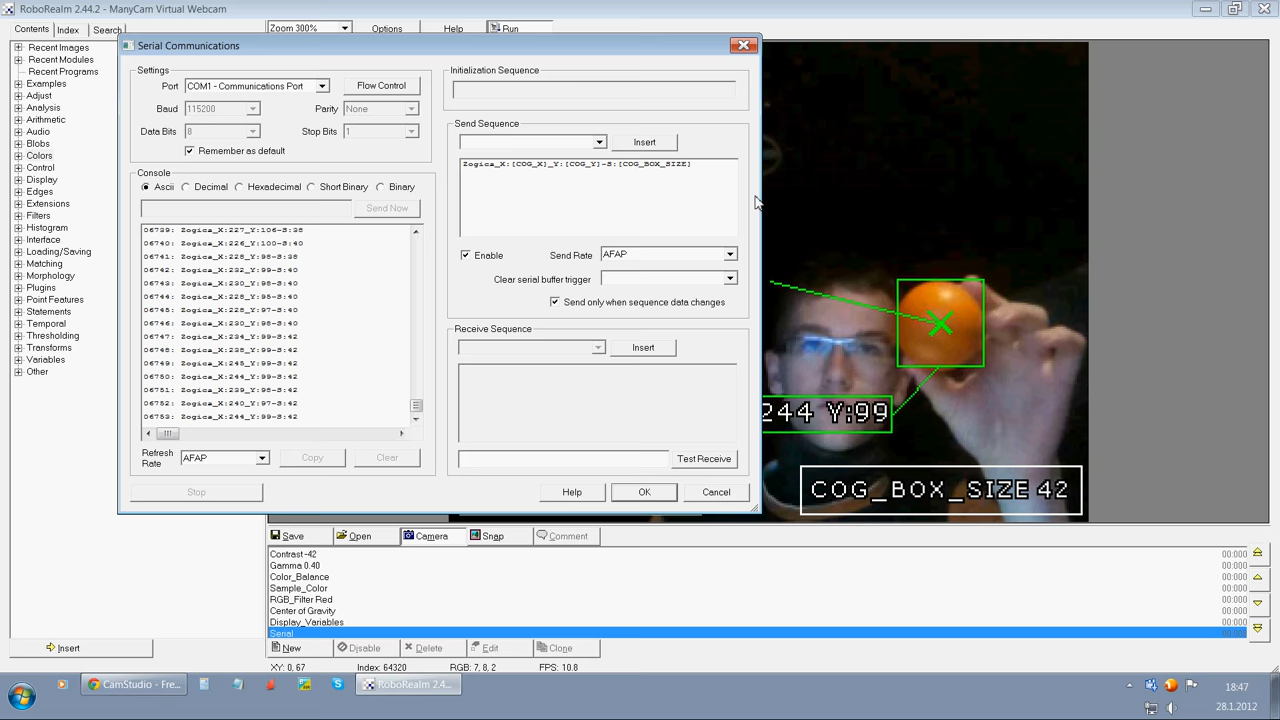 RoboRealm 2.44.2 - ManyCam Virtual Webcam
Contents Index Search
Zoom 300% Options Help Run
Recent Images
Recent Modules
Recent Programs
Examples
Adjust
Analysis
Arithmetic
Audio
Blobs
Colors
Control
Display
Edges
Extensions
Filters
Histogram
Interface
Loading/Saving
Matching
Morphology
Plugins
Point Features
Statements
Temporal
Thresholding
Transforms
Variables
Other
Insert
Serial Communications
Settings
Port COM1 - Communications Port Flow Control
Baud 115200 Parity None
Data Bits 8 Stop Bits 1
Remember as default
Console
Ascii Decimal Hexadecimal Short Binary Binary
Send Now
06739: Zogica_X:227_Y:106-S:38
06740: Zogica_X:226_Y:100-S:40
06741: Zogica_X:228_Y:98-S:38
06742: Zogica_X:232_Y:99-S:40
06743: Zogica_X:230_Y:98-S:40
06744: Zogica_X:228_Y:98-S:40
06745: Zogica_X:228_Y:97-S:40
06746: Zogica_X:230_Y:98-S:40
06747: Zogica_X:238_Y:99-S:42
06748: Zogica_X:245_Y:99-S:42
06749: Zogica_X:249_Y:99-S:42
06750: Zogica_X:244_Y:99-S:42
06751: Zogica_X:239_Y:98-S:42
06752: Zogica_X:240_Y:97-S:42
06753: Zogica_X:244_Y:99-S:42
Refresh Rate AFAP Copy Clear
Stop
Initialization Sequence
Send Sequence
Insert
Zogica_X:[COG_X]_Y:[COG_Y]-S:[COG_BOX_SIZE]
Enable Send Rate AFAP
Clear serial buffer trigger
Send only when sequence data changes
Receive Sequence
Insert
Test Receive
Help OK Cancel
244 Y:99
COG_BOX_SIZE 42
Save Open Camera Snap Comment
Contrast -42 00:000
Gamma 0.40 00:000
Color_Balance 00:000
Sample_Color 00:000
RGB_Filter Red 00:000
Center of Gravity 00:000
Display_Variables 00:000
Serial 00:000
New Disable Delete Edit Clone
XY: 0, 67 Index: 64320 RGB: 7, 8, 2 FPS: 10.8
CamStudio - Fre... RoboRealm 2.4...
18:47
28.1.2012